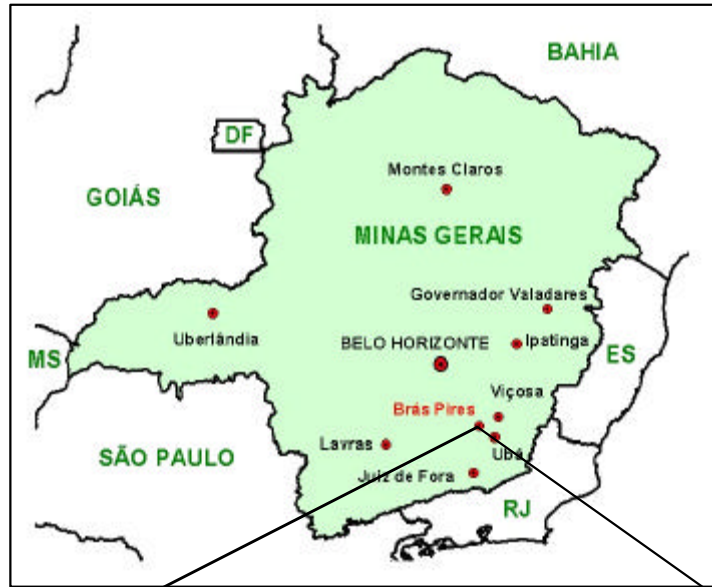 BAHIA
DF
Montes Claros
GOIÁS
MINAS GERAIS
Governador Valadares
Uberlândia
BELO HORIZONTE
Ipatinga
MS
ES
Viçosa
Brás Pires
Lavras
Ubá
SÃO PAULO
Juiz de Fora
RJ